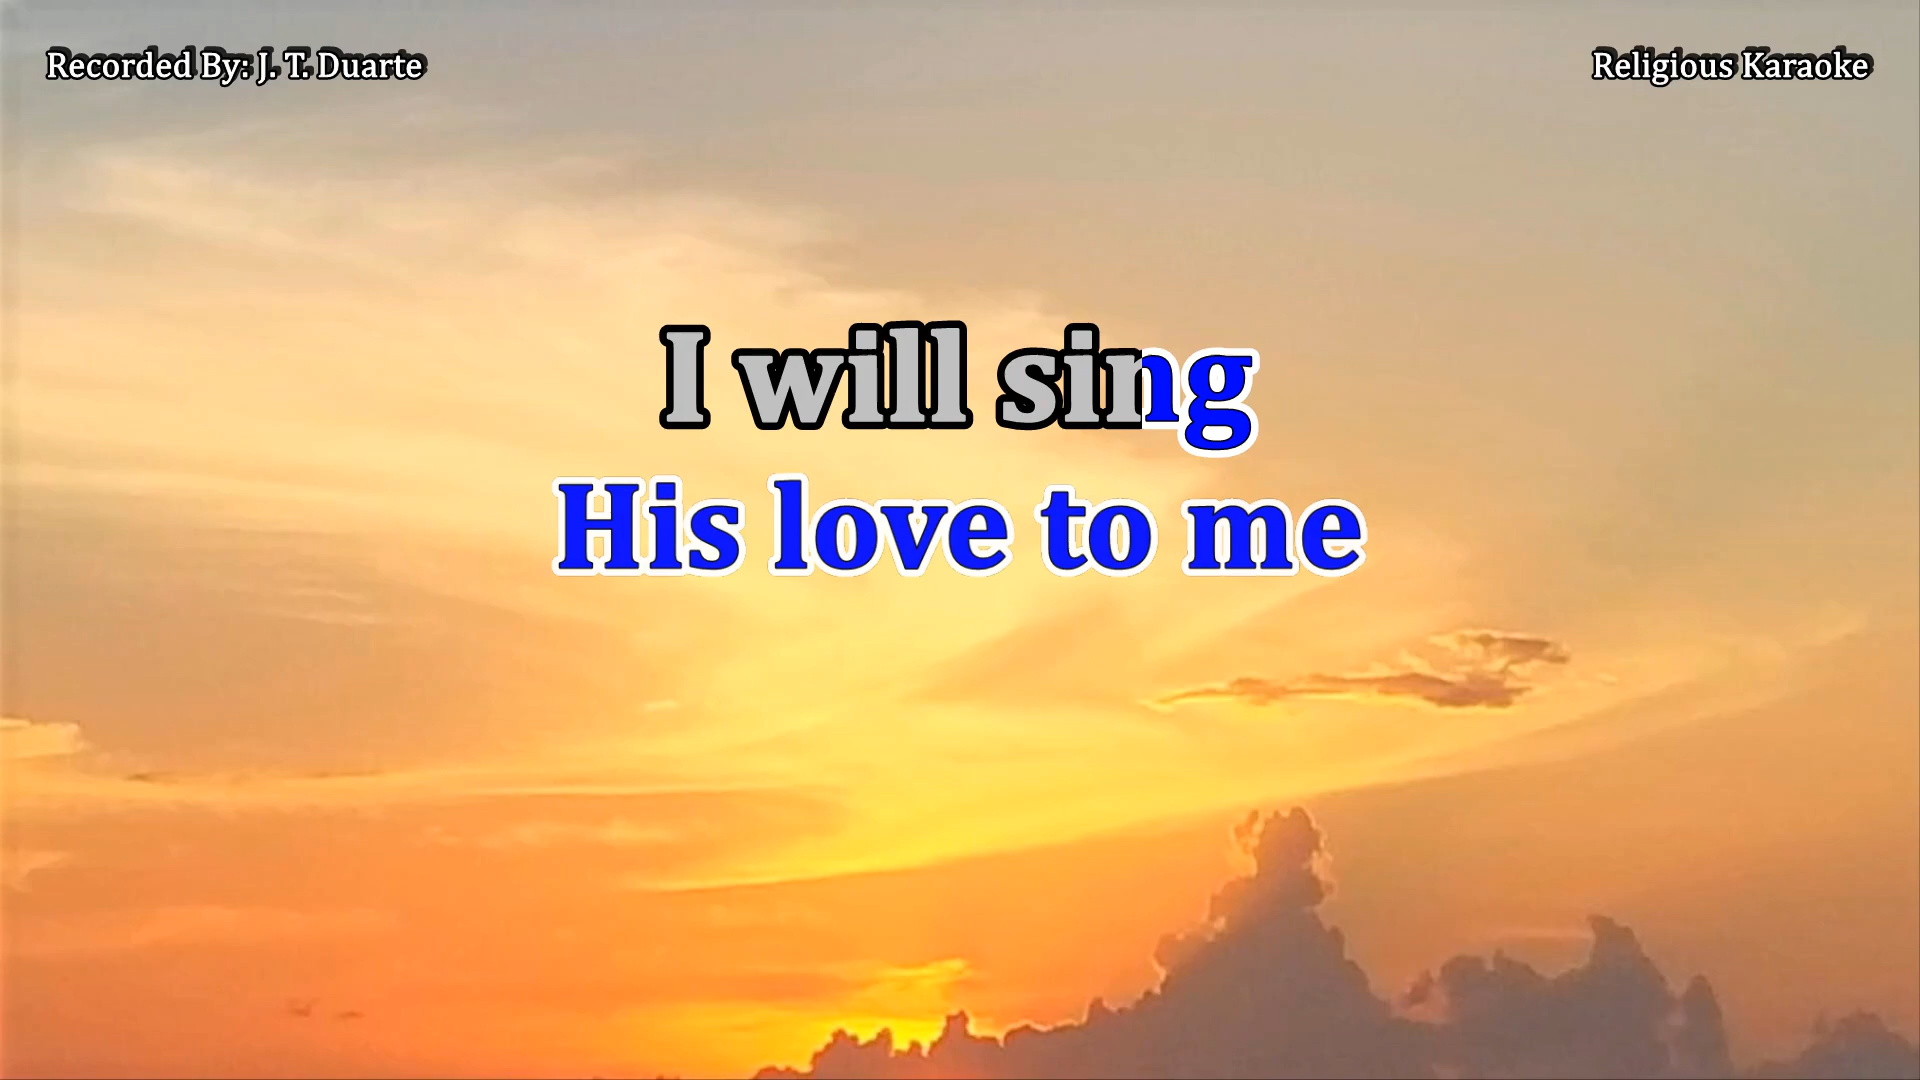 Recorded By: J. T. Duarte
Religious Karaoke
I will sing
His love to me